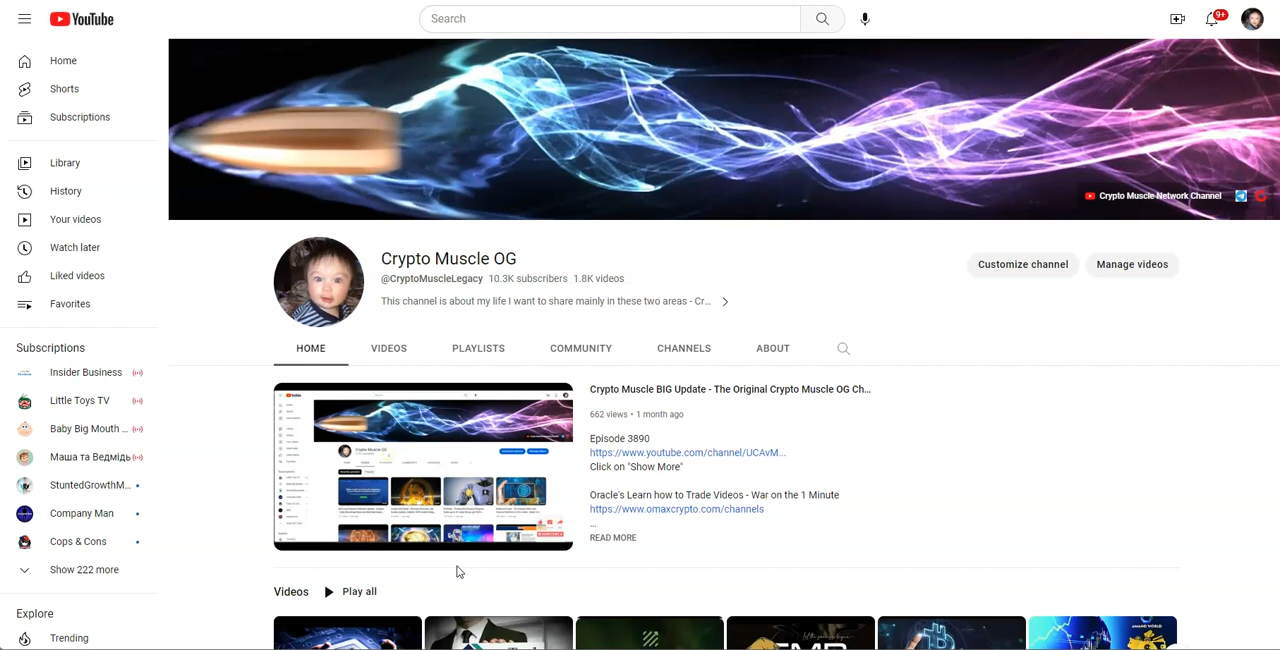 YouTube
Search
9+
Home
Shorts
Subscriptions
Library
History
Your videos
Watch later
Liked videos
Favorites
Subscriptions
Insider Business
Little Toys TV
Baby Big Mouth ...
Маша та Ведмідь
StuntedGrowthM...
Company Man
Cops & Cons
Show 222 more
Explore
Trending
Crypto Muscle Network Channel
Crypto Muscle OG
@CryptoMuscleLegacy 10.3K subscribers 1.8K videos
This channel is about my life I want to share mainly in these two areas - Cr...
Customize channel
Manage videos
HOME VIDEOS PLAYLISTS COMMUNITY CHANNELS ABOUT
Crypto Muscle BIG Update - The Original Crypto Muscle OG Ch...
662 views • 1 month ago
Episode 3890
https://www.youtube.com/channel/UCAvM...
Click on "Show More"
Oracle's Learn how to Trade Videos - War on the 1 Minute
https://www.omaxcrypto.com/channels
...
READ MORE
Videos
Play all